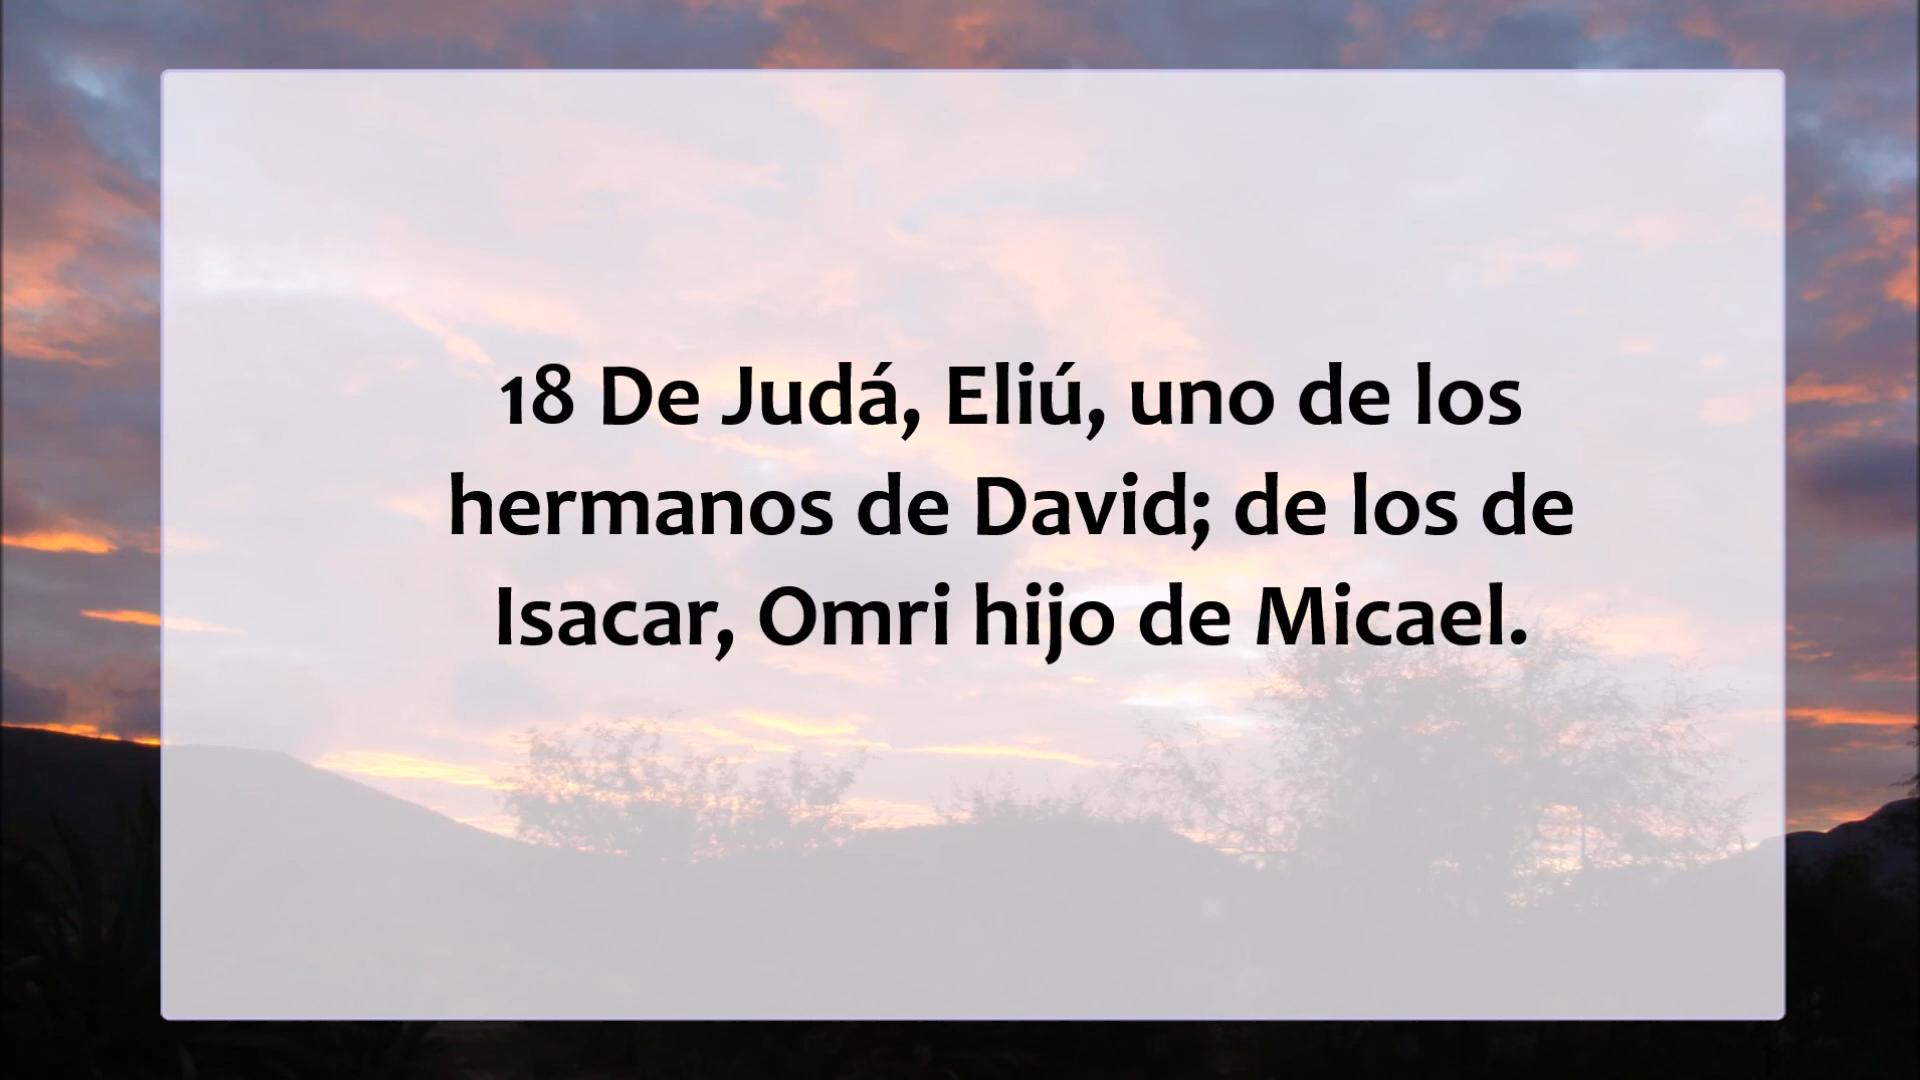 18 De Judá, Eliú, uno de los
hermanos de David; de los de
Isacar, Omri hijo de Micael.